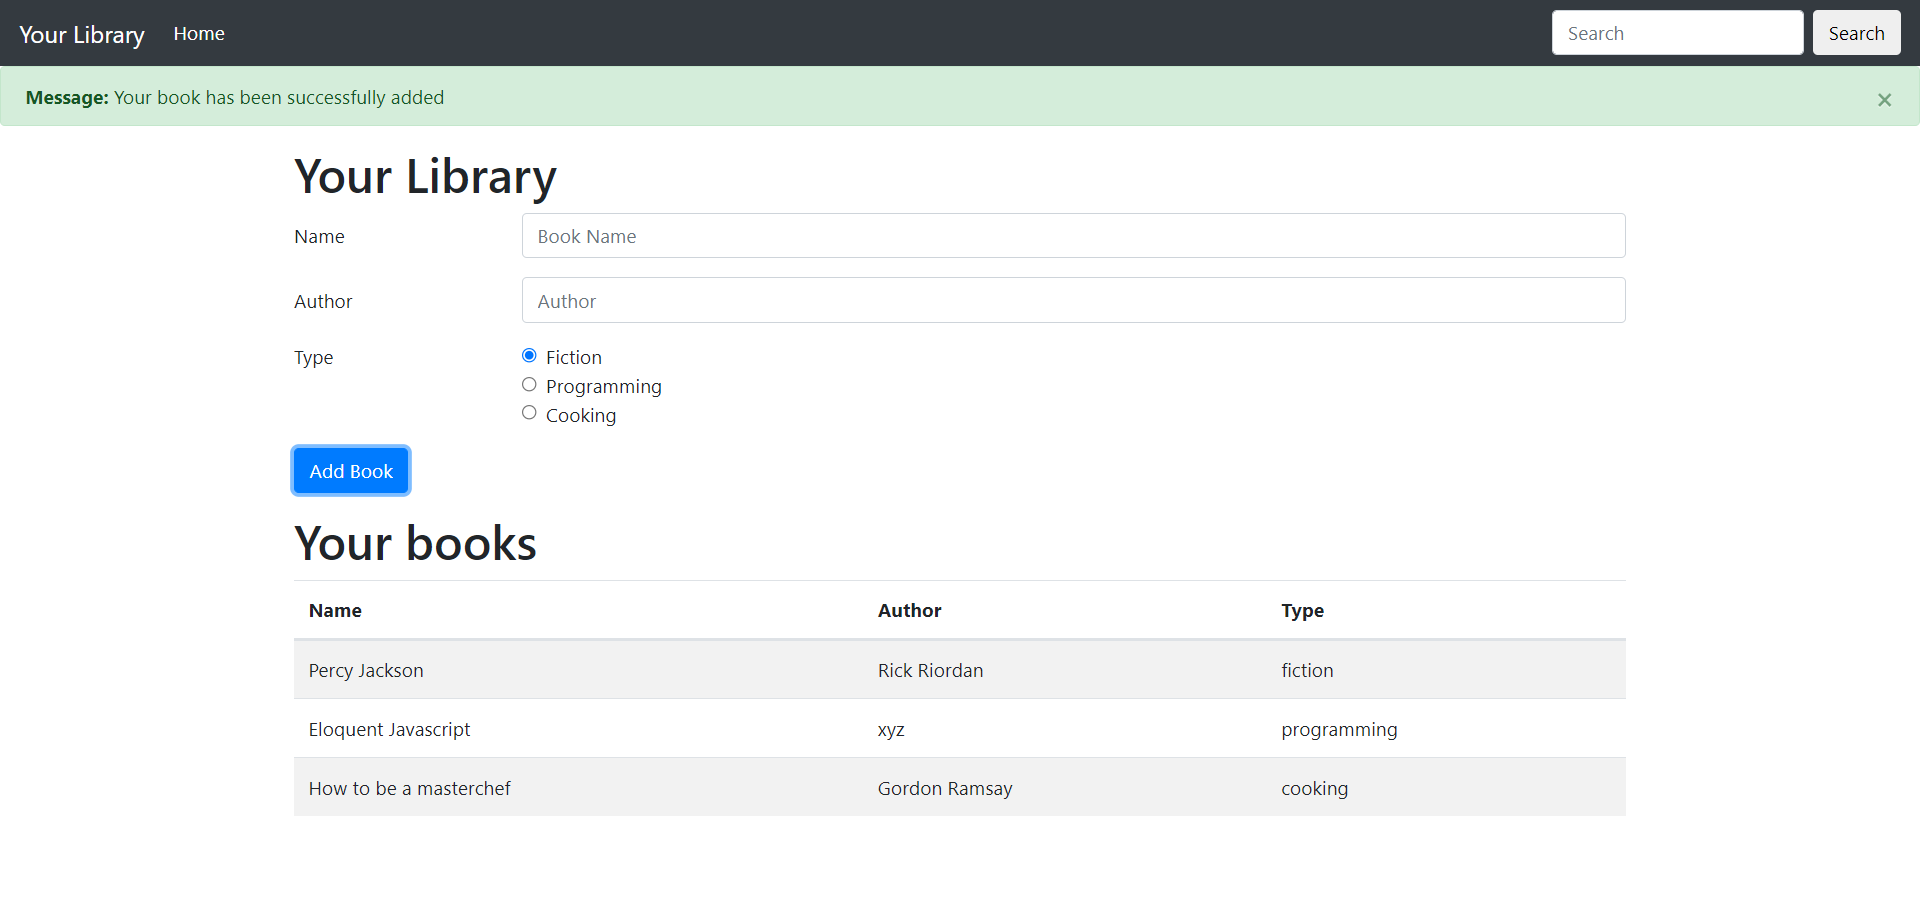 Your Library Home Search Search
Message: Your book has been successfully added ×
Your Library
Name Book Name
Author Author
Type Fiction
Programming
Cooking
Add Book
Your books
Name Author Type
Percy Jackson Rick Riordan fiction
Eloquent Javascript xyz programming
How to be a masterchef Gordon Ramsay cooking